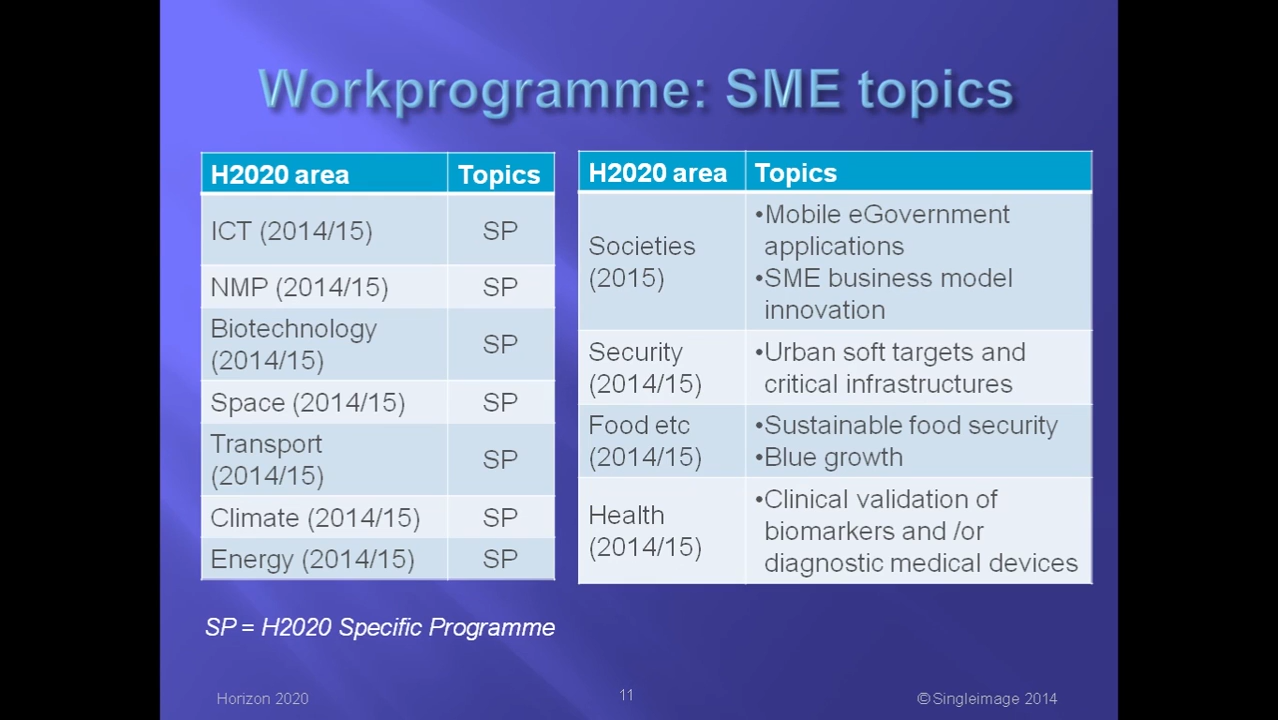 Workprogramme: SME topics
H2020 area Topics
ICT (2014/15) SP
NMP (2014/15) SP
Biotechnology
(2014/15) SP
Space (2014/15) SP
Transport
(2014/15) SP
Climate (2014/15) SP
Energy (2014/15) SP
SP = H2020 Specific Programme
H2020 area Topics
Societies
(2015)
•Mobile eGovernment
applications
•SME business model
innovation
Security
(2014/15)
•Urban soft targets and
critical infrastructures
Food etc
(2014/15)
•Sustainable food security
•Blue growth
Health
(2014/15)
•Clinical validation of
biomarkers and /or
diagnostic medical devices
Horizon 2020
11
©Singleimage 2014